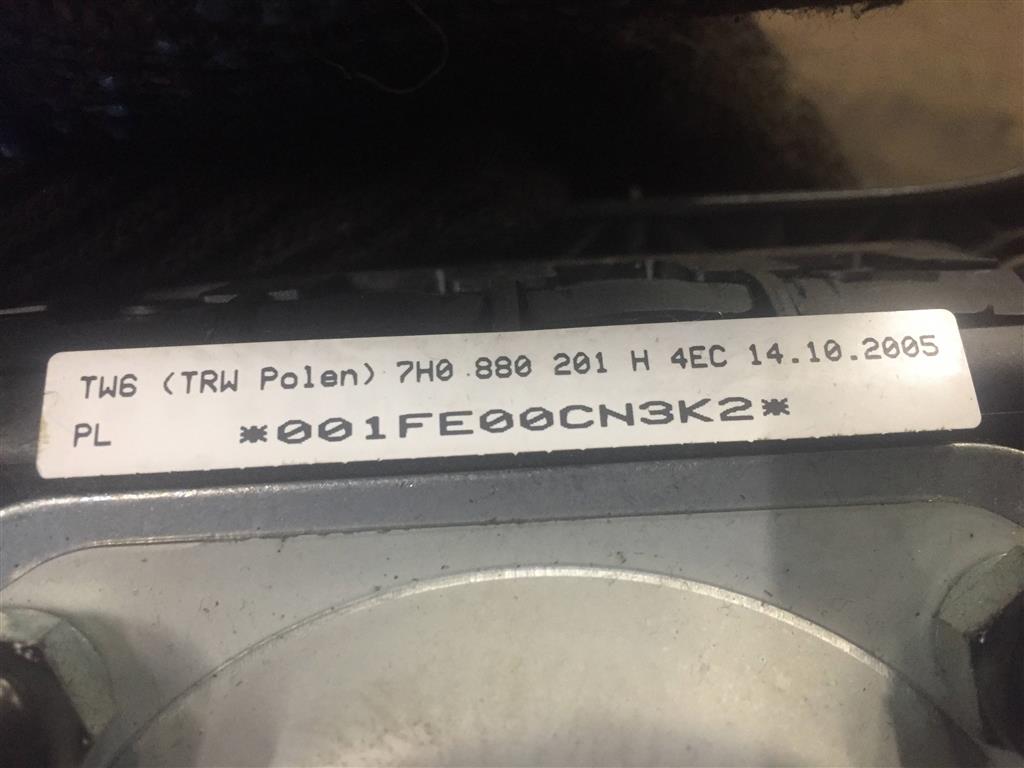 TW6 (TRW Polen) 7H0 880 201 H 4EC 14.10.2005
PL *001FE00CN3K2*